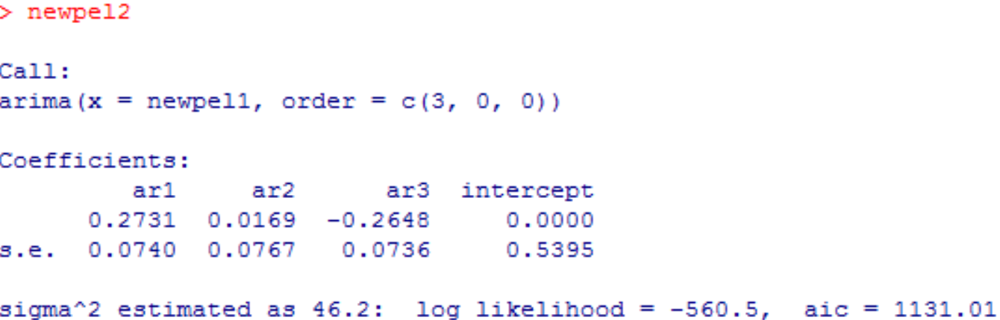 > newpel2
Call:
arima(x = newpel1, order = c(3, 0, 0))
Coefficients:
ar1 ar2 ar3 intercept
0.2731 0.0169 -0.2648 0.0000
s.e. 0.0740 0.0767 0.0736 0.5395
sigma^2 estimated as 46.2: log likelihood = -560.5, aic = 1131.01